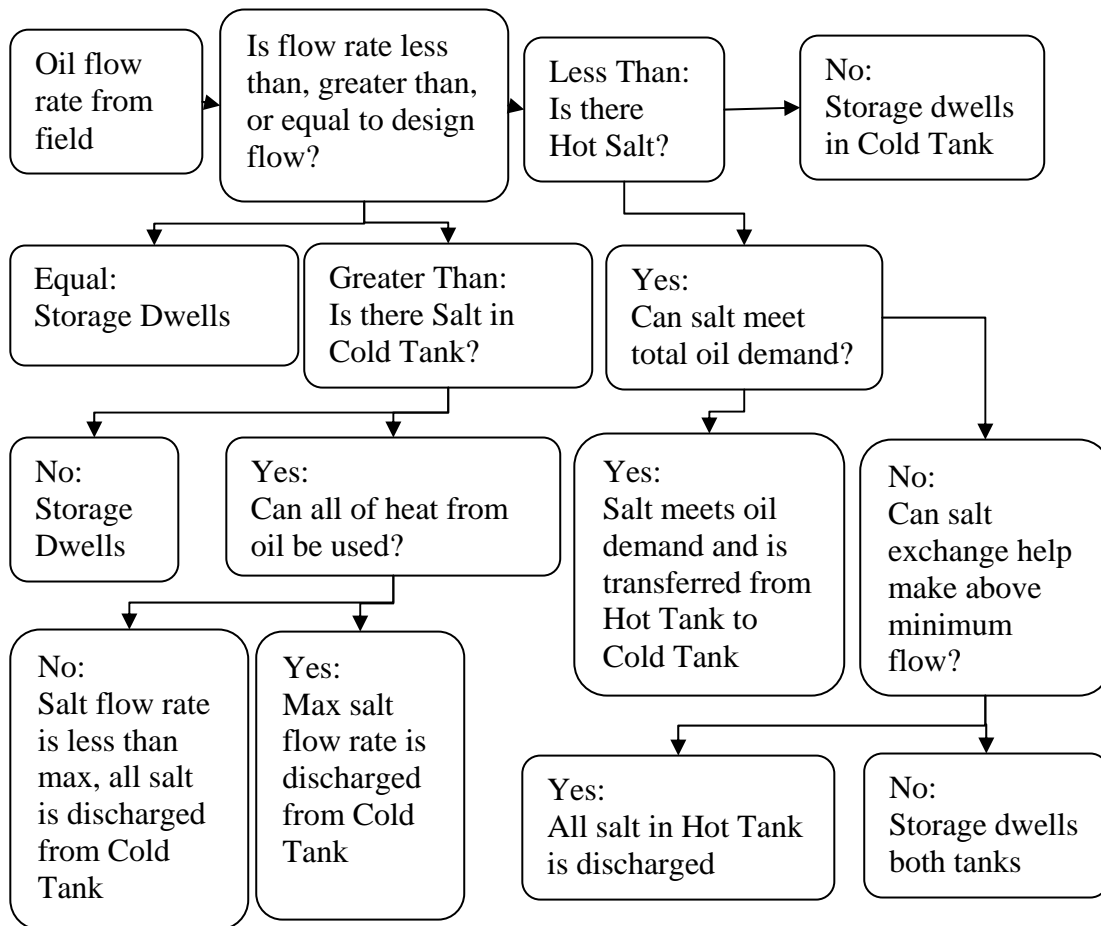 Oil flow
rate from
field
Is flow rate less
than, greater than,
or equal to design
flow?
Less Than:
Is there
Hot Salt?
No:
Storage dwells
in Cold Tank
Equal:
Storage Dwells
Greater Than:
Is there Salt in
Cold Tank?
Yes:
Can salt meet
total oil demand?
No:
Storage
Dwells
Yes:
Can all of heat from
oil be used?
Yes:
Salt meets oil
demand and is
transferred from
Hot Tank to
Cold Tank
No:
Can salt
exchange help
make above
minimum
flow?
No:
Salt flow rate
is less than
max, all salt
is discharged
from Cold
Tank
Yes:
Max salt
flow rate is
discharged
from Cold
Tank
Yes:
All salt in Hot Tank
is discharged
No:
Storage dwells
both tanks